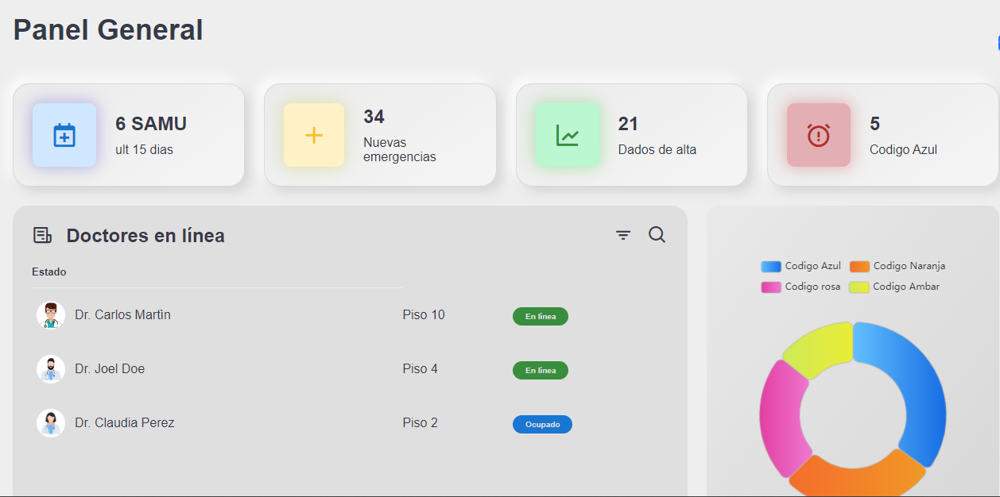 Panel General
6 SAMU
ult 15 dias
34
Nuevas
emergencias
21
Dados de alta
5
Codigo Azul
Doctores en línea
Estado
Dr. Carlos Martìn
Piso 10
En línea
Dr. Joel Doe
Piso 4
En línea
Dr. Claudia Perez
Piso 2
Ocupado
Codigo Azul
Codigo Naranja
Codigo rosa
Codigo Ambar